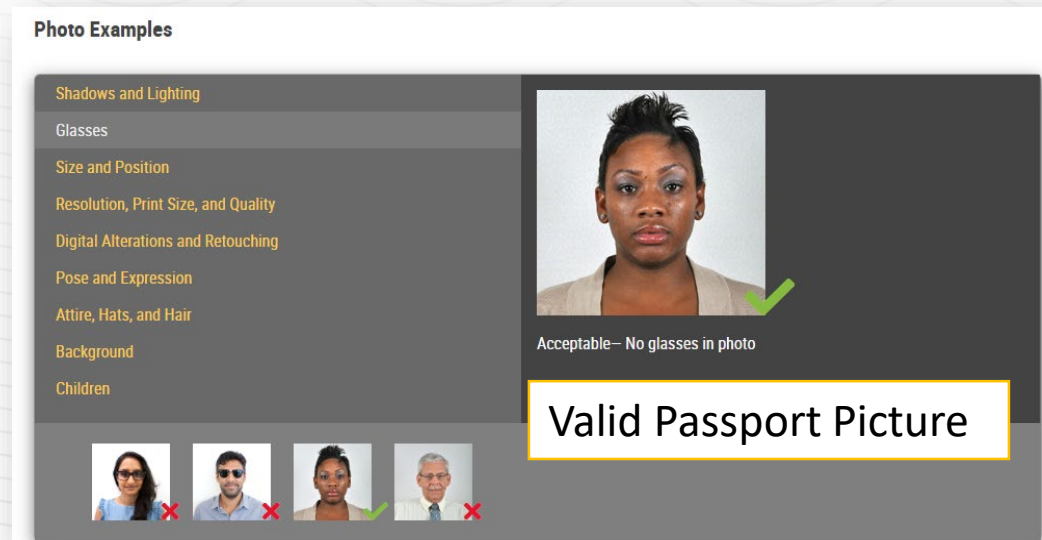 Photo Examples
Shadows and Lighting
Glasses
Size and Position
Resolution, Print Size, and Quality
Digital Alterations and Retouching
Pose and Expression
Attire, Hats, and Hair
Background
Children
Acceptable— No glasses in photo
Valid Passport Picture